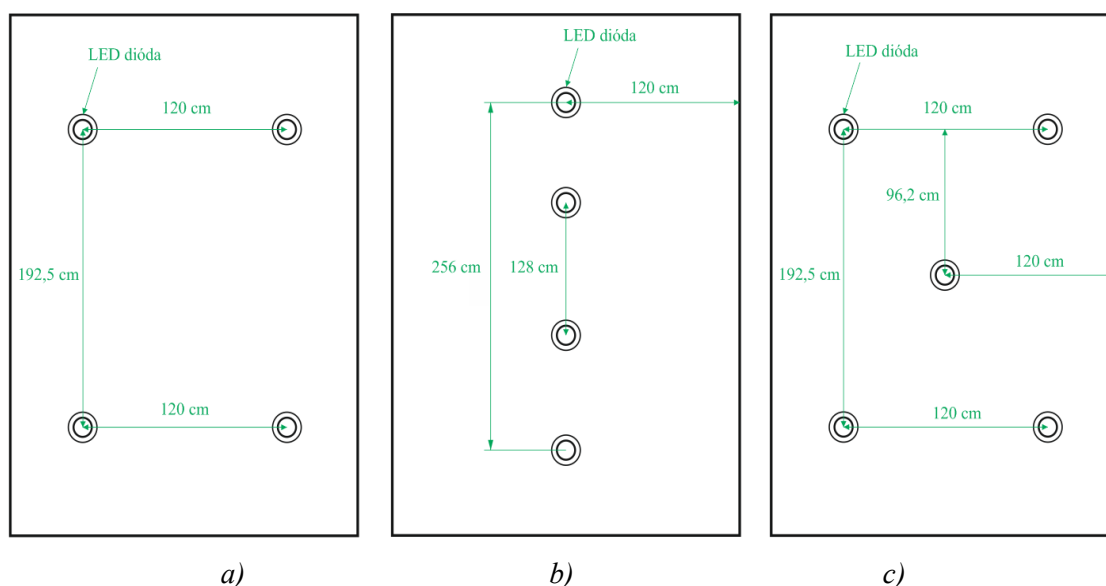 LED dióda
120 cm
192,5 cm
120 cm
a)
LED dióda
120 cm
256 cm
128 cm
b)
LED dióda
120 cm
96,2 cm
192,5 cm
120 cm
120 cm
c)